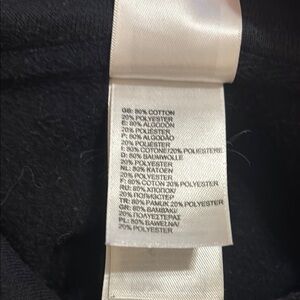 GB: 80% COTTON
20% POLYESTER
E: 80% ALGODÓN
20% POLIÉSTER
P: 80% ALGODÃO
20% POLIÉSTER
I: 80% COTONE/20% POLIESTERE
D: 80% BAUMWOLLE
20% POLYESTER
NL: 80% KATOEN
20% POLYESTER
F: 80% COTON 20% POLYESTER
RU: 80% ХЛОПОК/
20% ПОЛИЭСТЕР
TR: 80% PAMUK 20% POLYESTER
GR: 80% ΒΑΜΒΑΚΙ/
20% ΠΟΛΥΕΣΤΕΡΑΣ
PL: 80% BAWEŁNA/
20% POLYESTER